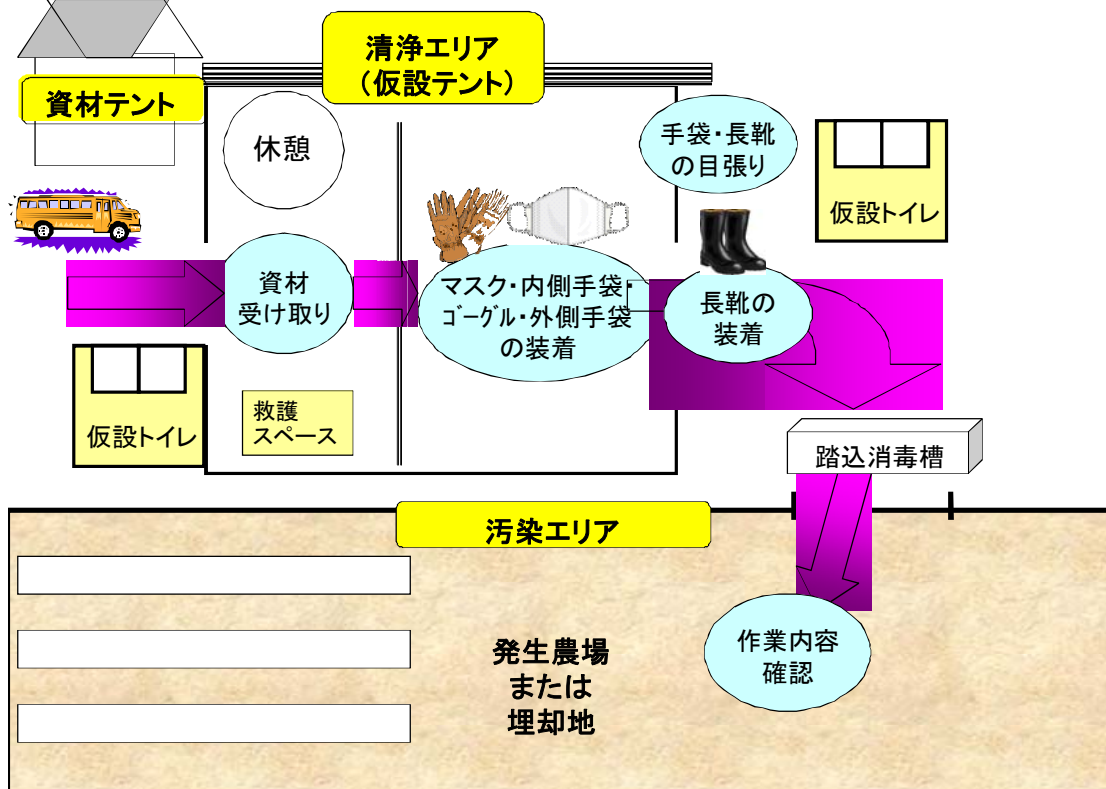 清浄エリア
(仮設テント)
資材テント
休憩
手袋・長靴
の目張り
仮設トイレ
資材
受け取り
マスク・内側手袋・
ゴーグル・外側手袋
の装着
長靴の
装着
仮設トイレ
救護
スペース
踏込消毒槽
汚染エリア
発生農場
または
埋却地
作業内容
確認